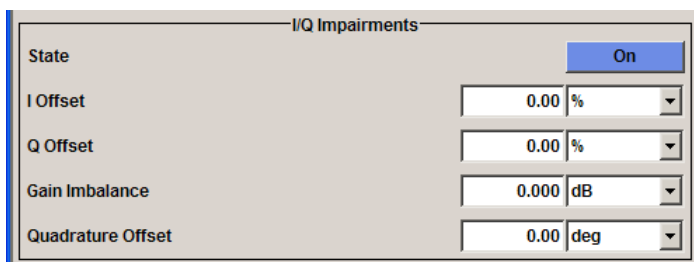 I/Q Impairments
State On
I Offset 0.00 %
Q Offset 0.00 %
Gain Imbalance 0.000 dB
Quadrature Offset 0.00 deg